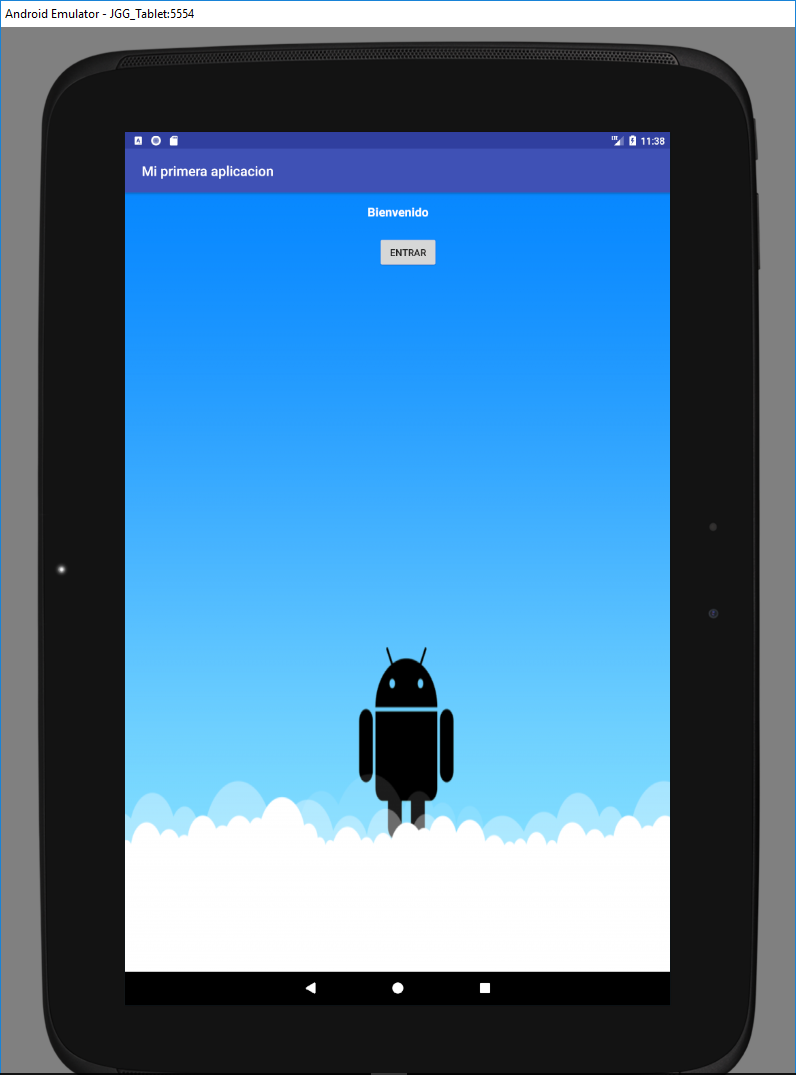 Android Emulator - JGG_Tablet:5554
11:38
Mi primera aplicacion
Bienvenido
ENTRAR